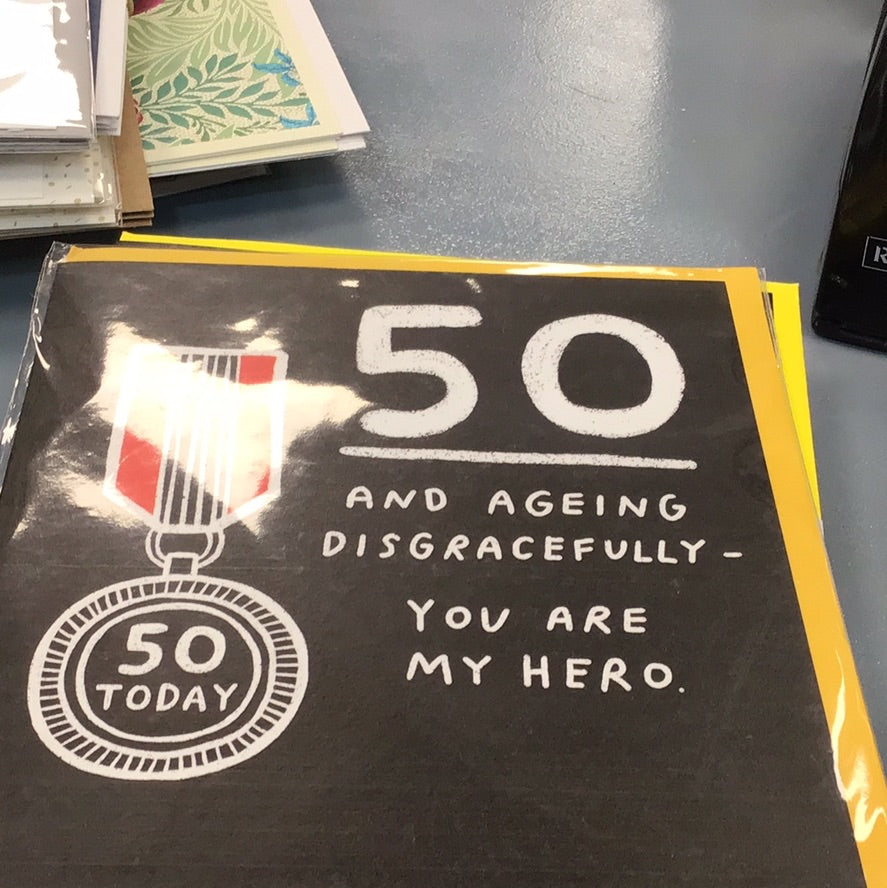 50
AND AGEING
DISGRACEFULLY-
YOU ARE
MY HERO.
50
TODAY